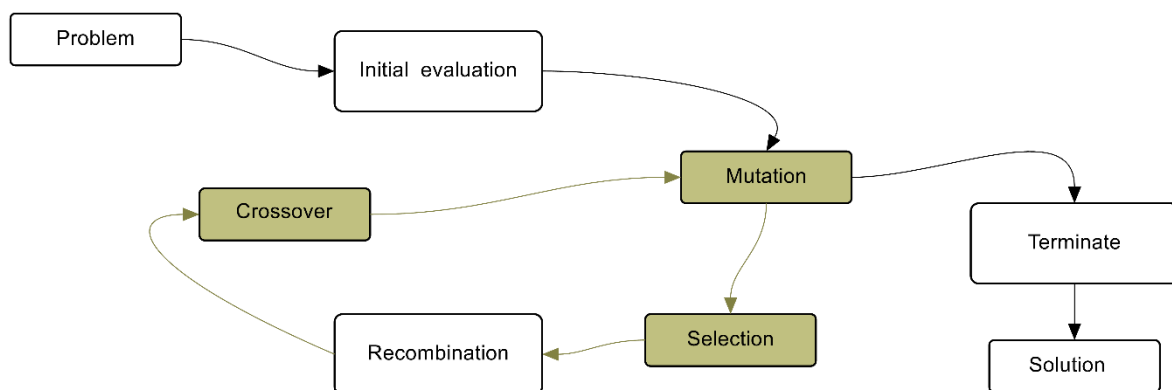 Problem
Initial evaluation
Mutation
Crossover
Terminate
Selection
Recombination
Solution